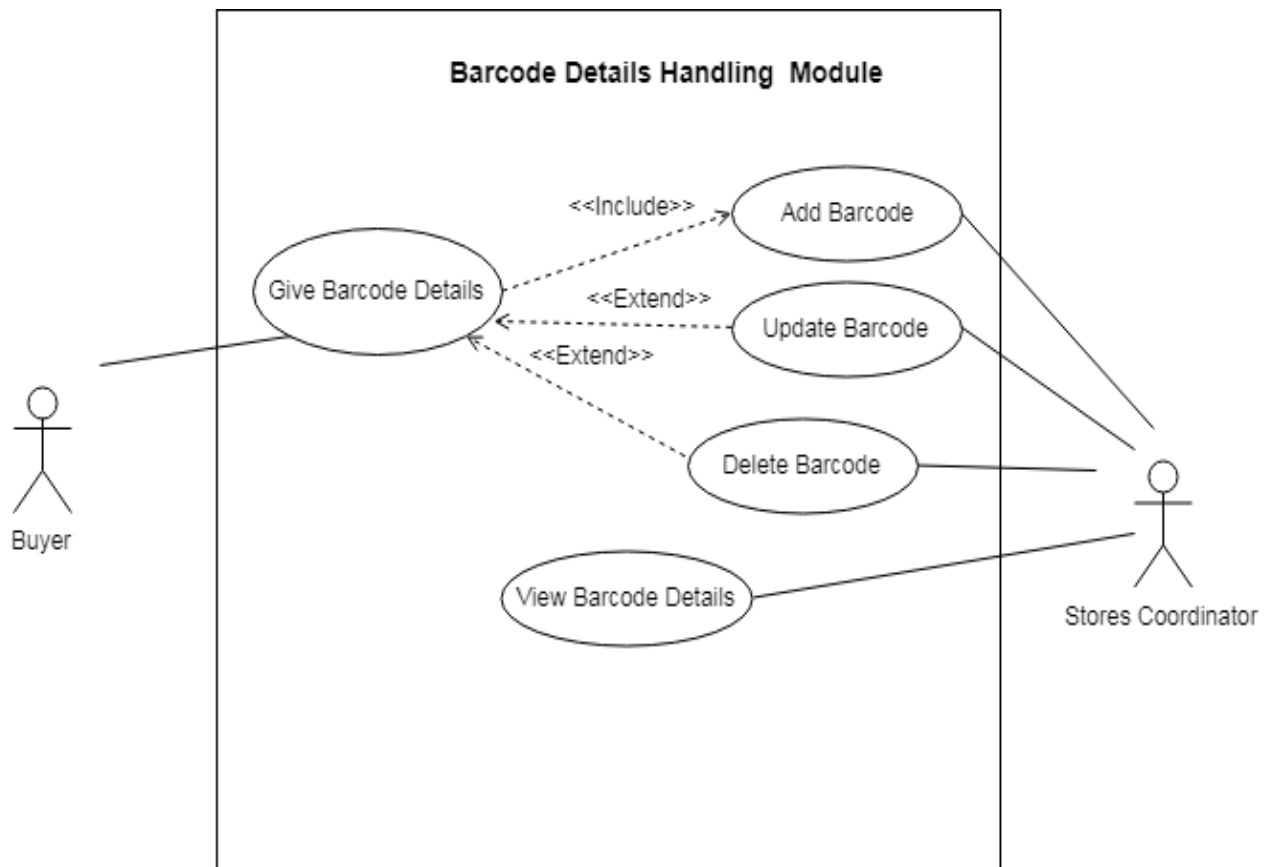 Barcode Details Handling Module
<<Include>>
Add Barcode
Give Barcode Details
<<Extend>>
Update Barcode
<<Extend>>
Delete Barcode
Buyer
View Barcode Details
Stores Coordinator